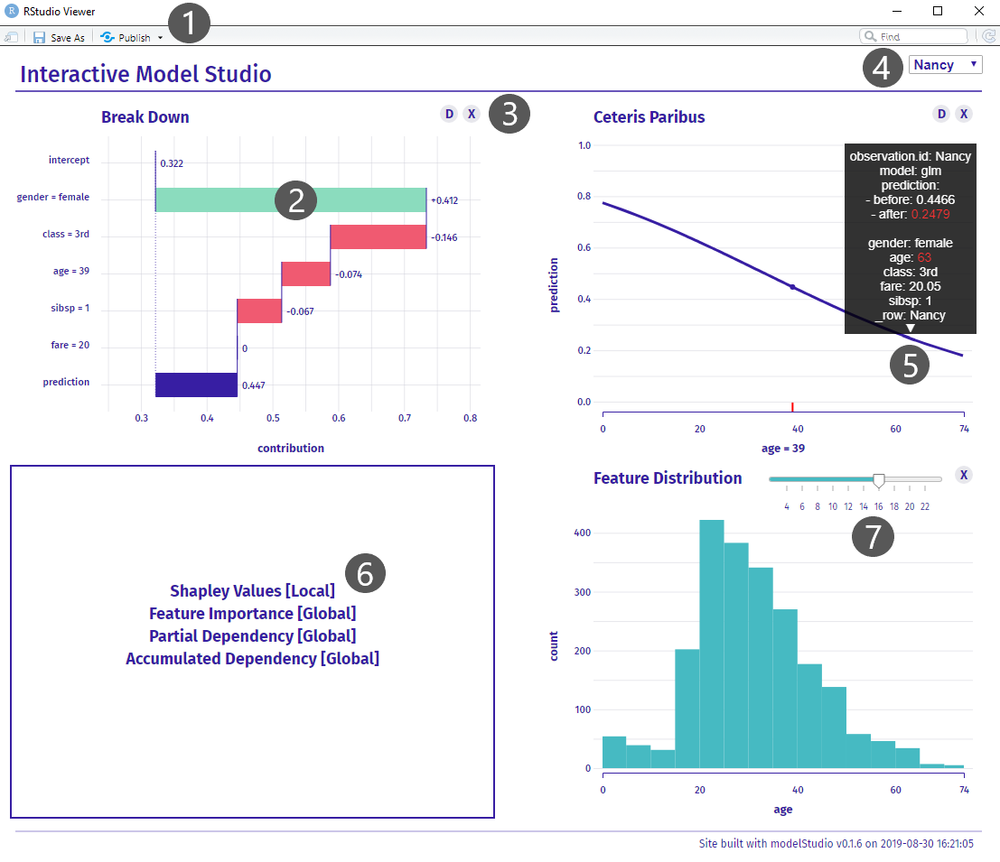 RStudio Viewer
Save As
Publish
1
Find
Interactive Model Studio
4
Nancy
Break Down
D X
3
intercept
0.322
gender = female
2
+0.412
class = 3rd
-0.146
age = 39
-0.074
sibsp = 1
-0.067
fare = 20
0
prediction
0.447
0.3 0.4 0.5 0.6 0.7 0.8
contribution
Ceteris Paribus
D X
1.0
0.8
0.6
0.4
0.2
0.0
prediction
observation.id: Nancy
model: glm
prediction:
- before: 0.4466
- after: 0.2479
gender: female
age: 63
class: 3rd
fare: 20.05
sibsp: 1
_row: Nancy
5
0 20 40 60 74
age = 39
6
Shapley Values [Local]
Feature Importance [Global]
Partial Dependency [Global]
Accumulated Dependency [Global]
Feature Distribution
X
4 6 8 10 12 14 16 18 20 22
7
400
300
200
100
0
count
0 20 40 60 74
age
Site built with modelStudio v0.1.6 on 2019-08-30 16:21:05
R